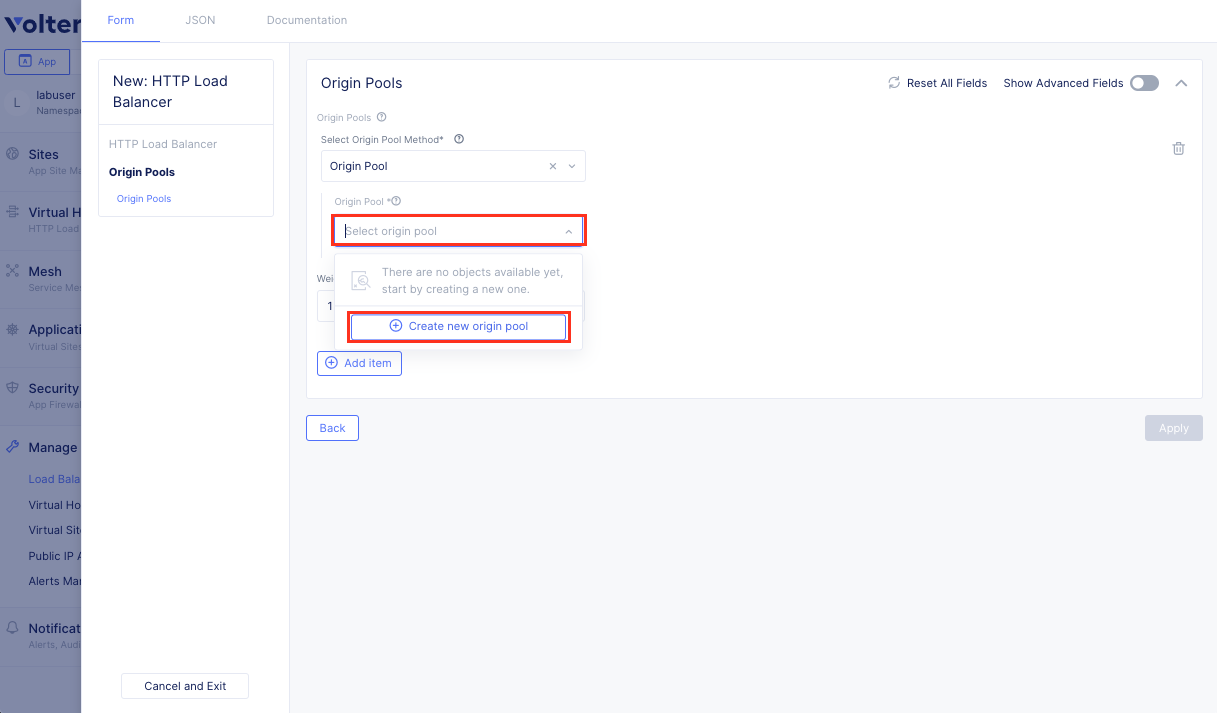 Volter
App
L
labuser
Namespac
Sites
App Site Ma
Virtual H
HTTP Load
Mesh
Service Mes
Applicati
Virtual Sites
Security
App Firewa
Manage
Load Bala
Virtual Ho
Virtual Sit
Public IP A
Alerts Mar
Notificat
Alerts, Audi
Form
JSON
Documentation
New: HTTP Load
Balancer
HTTP Load Balancer
Origin Pools
Origin Pools
Cancel and Exit
Origin Pools
Reset All Fields
Show Advanced Fields
Origin Pools
Select Origin Pool Method*
Origin Pool
Origin Pool *
Select origin pool
There are no objects available yet,
start by creating a new one.
Wei
1
Create new origin pool
Add item
Back
Apply